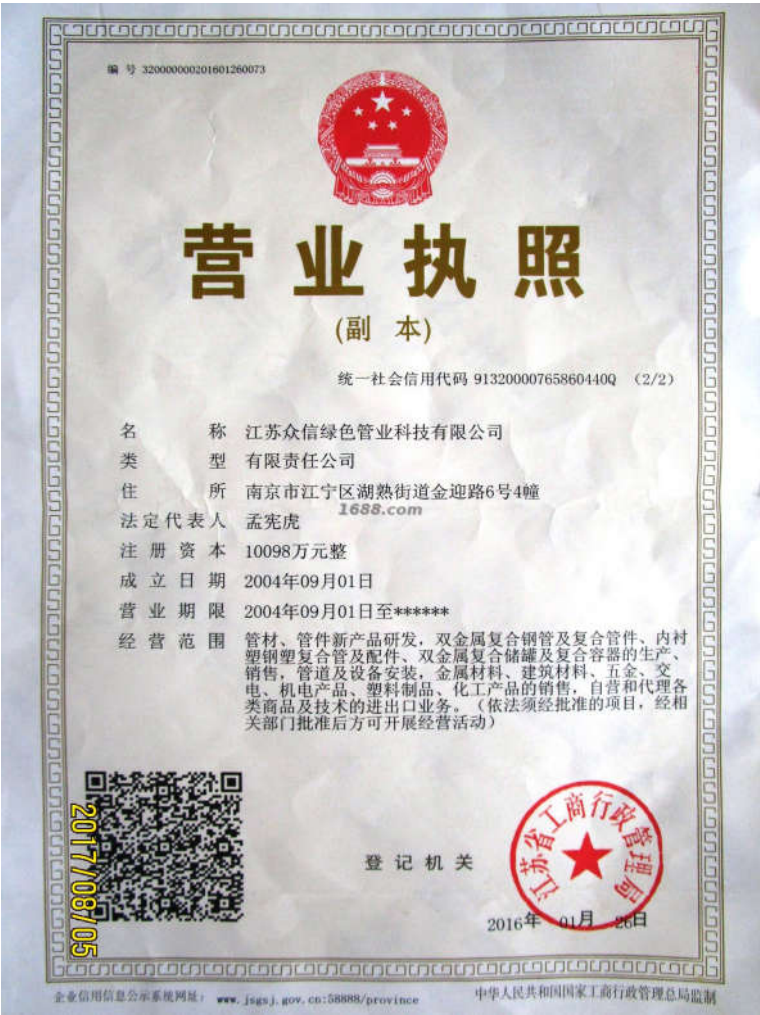 编 号 320000000201601260073
营业执照
(副 本)
统一社会信用代码 91320000765860440Q (2/2)
名 称 江苏众信绿色管业科技有限公司
类 型 有限责任公司
住 所 南京市江宁区湖熟街道金迎路6号4幢
1688.com
法定代表人 孟宪虎
注册资本 10098万元整
成立日期 2004年09月01日
营业期限 2004年09月01日至******
经营范围 管材、管件新产品研发，双金属复合钢管及复合管件、内衬
塑钢塑复合管及配件、双金属复合储罐及复合容器的生产、
销售，管道及设备安装，金属材料、建筑材料、五金、交
电、机电产品、塑料制品、化工产品的销售，自营和代理各
类商品及技术的进出口业务。（依法须经批准的项目，经相
关部门批准后方可开展经营活动）
2017/08/05
江苏省工商行政管理局
登记机关
2016年 01月 26日
企业信用信息公示系统网址： www.jsgsj.gov.cn:58888/province
中华人民共和国国家工商行政管理总局监制